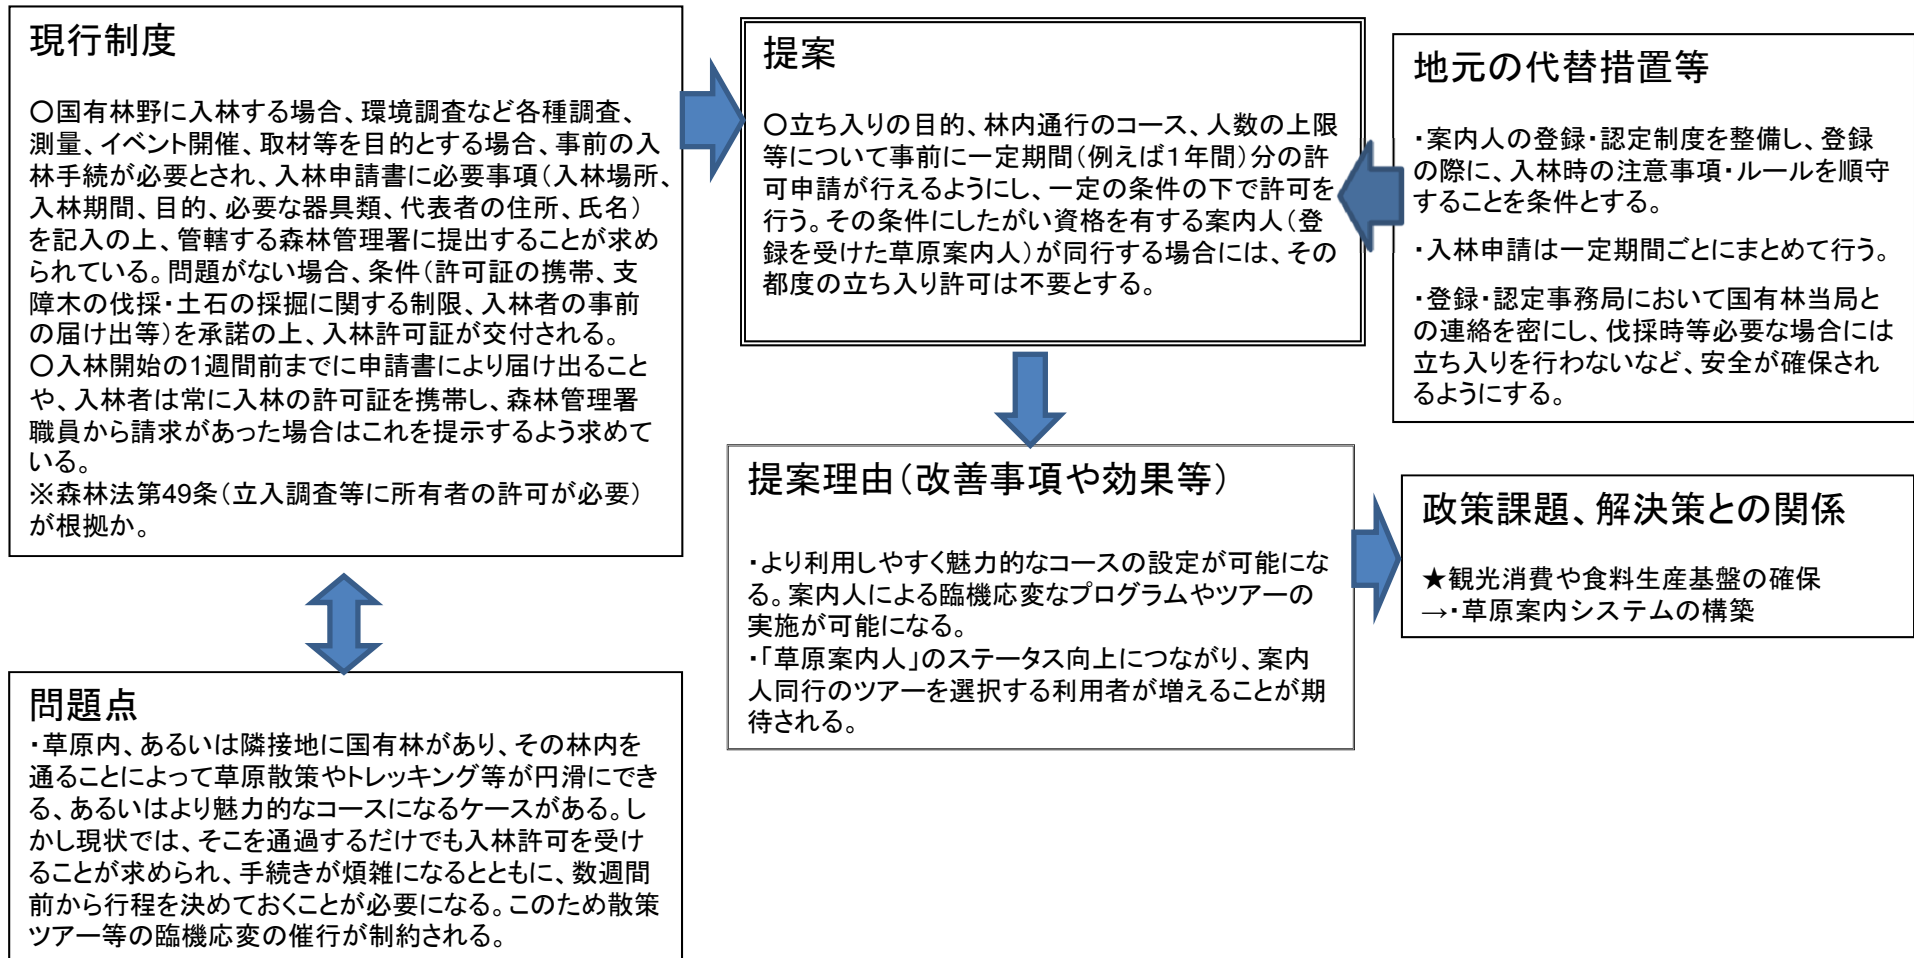 現行制度
〇国有林野に入林する場合、環境調査など各種調査、
測量、イベント開催、取材等を目的とする場合、事前の入
林手続が必要とされ、入林申請書に必要事項（入林場所、
入林期間、目的、必要な器具類、代表者の住所、氏名）
を記入の上、管轄する森林管理署に提出することが求め
られている。問題がない場合、条件（許可証の携帯、支
障木の伐採・土石の採掘に関する制限、入林者の事前
の届け出等）を承諾の上、入林許可証が交付される。
〇入林開始の1週間前までに申請書により届け出ること
や、入林者は常に入林の許可証を携帯し、森林管理署
職員から請求があった場合はこれを提示するよう求めて
いる。
※森林法第49条（立入調査等に所有者の許可が必要）
が根拠か。
問題点
・草原内、あるいは隣接地に国有林があり、その林内を
通ることによって草原散策やトレッキング等が円滑にでき
る、あるいはより魅力的なコースになるケースがある。し
かし現状では、そこを通過するだけでも入林許可を受け
ることが求められ、手続きが煩雑になるとともに、数週間
前から行程を決めておくことが必要になる。このため散策
ツアー等の臨機応変の催行が制約される。
提案
〇立ち入りの目的、林内通行のコース、人数の上限
等について事前に一定期間（例えば1年間）分の許
可申請が行えるようにし、一定の条件の下で許可を
行う。その条件にしたがい資格を有する案内人（登
録を受けた草原案内人）が同行する場合には、その
都度の立ち入り許可は不要とする。
地元の代替措置等
・案内人の登録・認定制度を整備し、登録
の際に、入林時の注意事項・ルールを順守
することを条件とする。
・入林申請は一定期間ごとにまとめて行う。
・登録・認定事務局において国有林当局と
の連絡を密にし、伐採時等必要な場合には
立ち入りを行わないなど、安全が確保され
るようにする。
提案理由（改善事項や効果等）
・より利用しやすく魅力的なコースの設定が可能にな
る。案内人による臨機応変なプログラムやツアーの
実施が可能になる。
・「草原案内人」のステータス向上につながり、案内
人同行のツアーを選択する利用者が増えることが期
待される。
政策課題、解決策との関係
★観光消費や食料生産基盤の確保
→・草原案内システムの構築